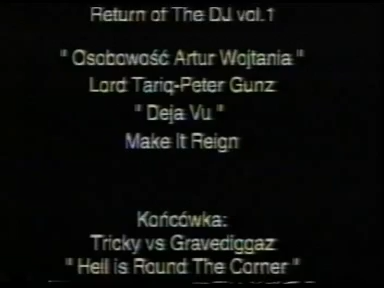 Return of The DJ vol.1
" Osobowość Artur Wojtania "
Lord Tariq-Peter Gunz
" Deja Vu "
Make It Reign
Końcówka:
Tricky vs Gravediggaz
" Hell is Round The Corner "